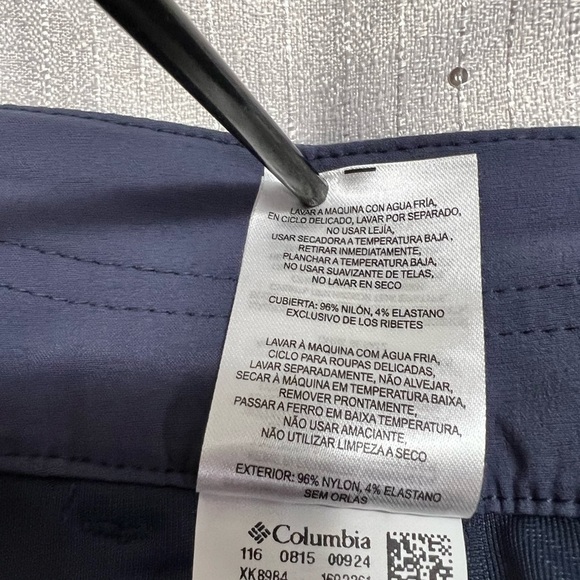 LAVAR A MAQUINA CON AGUA FRÍA,
EN CICLO DELICADO, LAVAR POR SEPARADO,
NO USAR LEJÍA,
USAR SECADORA A TEMPERATURA BAJA,
RETIRAR INMEDIATAMENTE,
PLANCHAR A TEMPERATURA BAJA,
NO USAR SUAVIZANTE DE TELAS,
NO LAVAR EN SECO
CUBIERTA: 96% NILÓN, 4% ELASTANO
EXCLUSIVO DE LOS RIBETES
LAVAR À MÁQUINA COM ÁGUA FRIA,
CICLO PARA ROUPAS DELICADAS,
LAVAR SEPARADAMENTE, NÃO ALVEJAR,
SECAR À MÁQUINA EM TEMPERATURA BAIXA,
REMOVER PRONTAMENTE,
PASSAR A FERRO EM BAIXA TEMPERATURA,
NÃO USAR AMACIANTE,
NÃO UTILIZAR LIMPEZA A SECO
EXTERIOR: 96% NYLON, 4% ELASTANO
SEM ORLAS
Columbia
116 0815 00924
XK8984